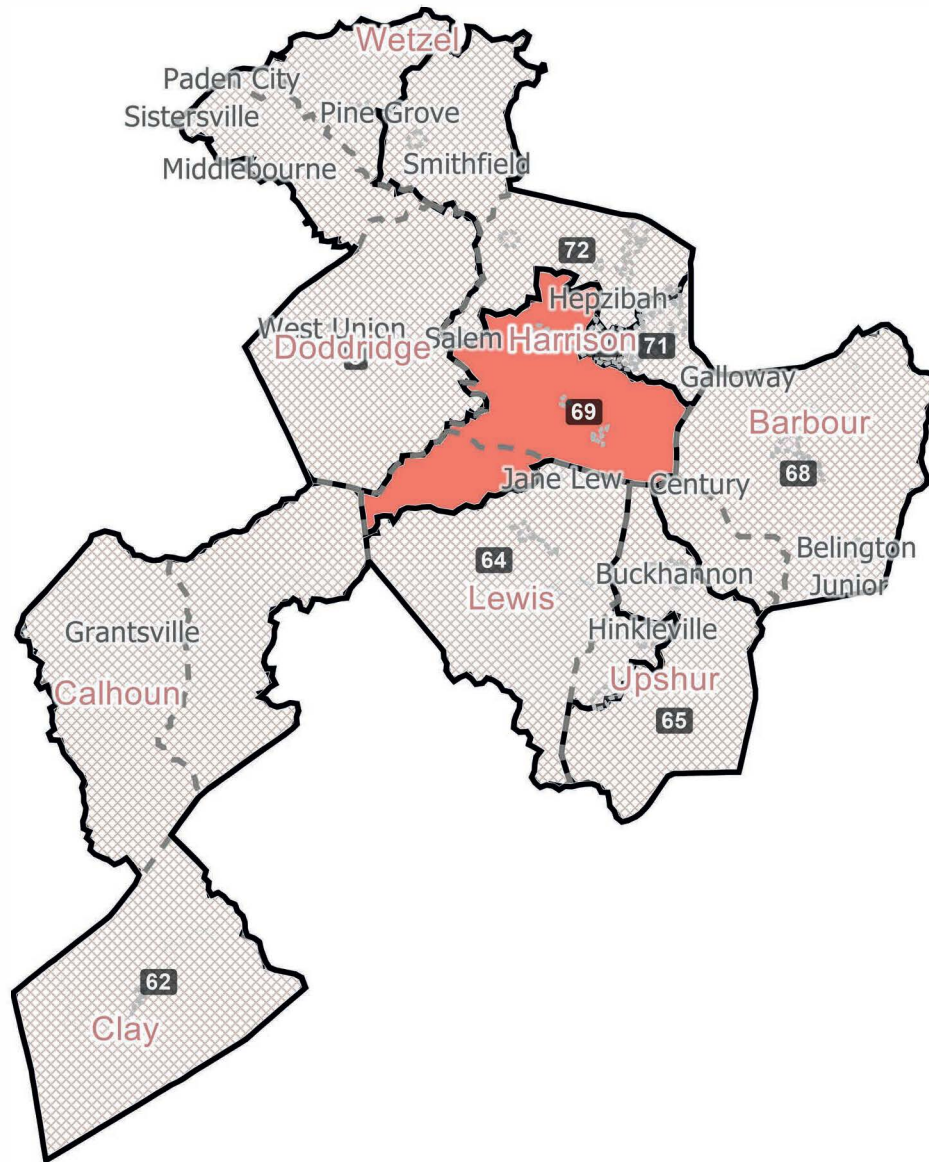 Wetzel
Paden City
Sistersville
Pine Grove
Middlebourne
Smithfield
72
Hepzibah
West Union
Salem
Harrison
71
Doddridge
Galloway
69
Barbour
Jane Lew
Century
68
64
Belington
Buckhannon
Junior
Lewis
Grantsville
Hinkleville
Calhoun
Upshur
65
62
Clay